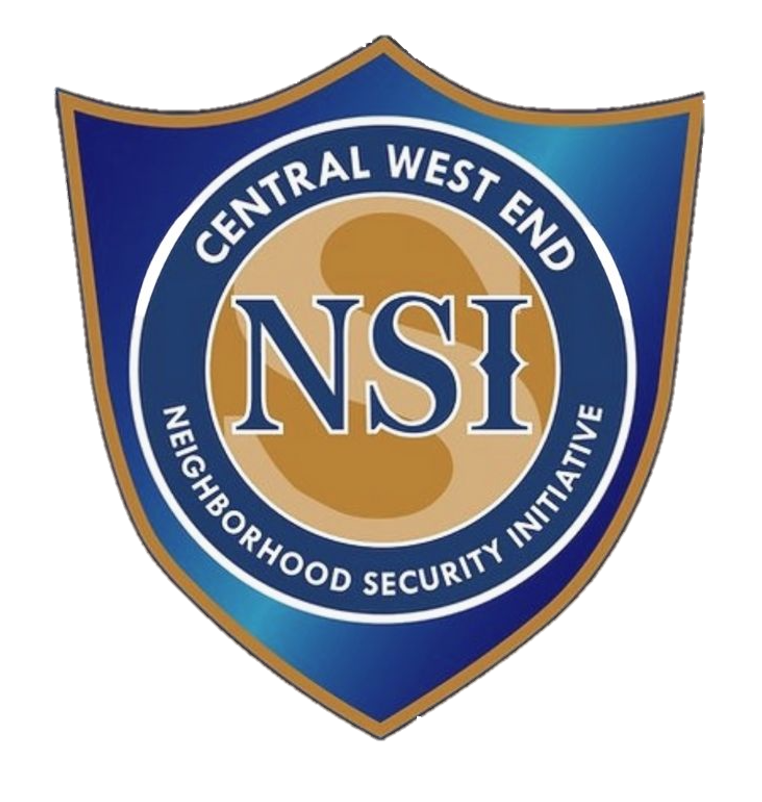 CENTRAL WEST END
NSI
NEIGHBORHOOD SECURITY INITIATIVE